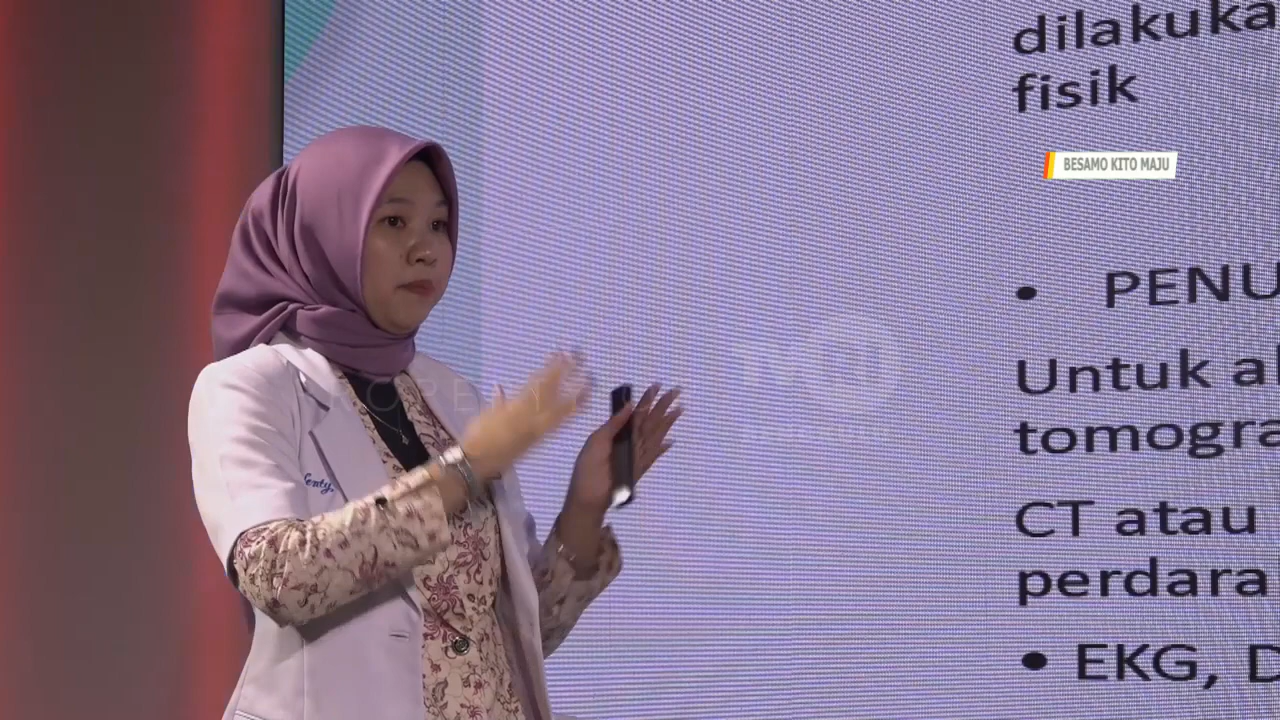 dilakuka
fisik
BESAMO KITO MAJU
• PENU
Untuk al
tomogra
CT atau
perdara
• EKG, D